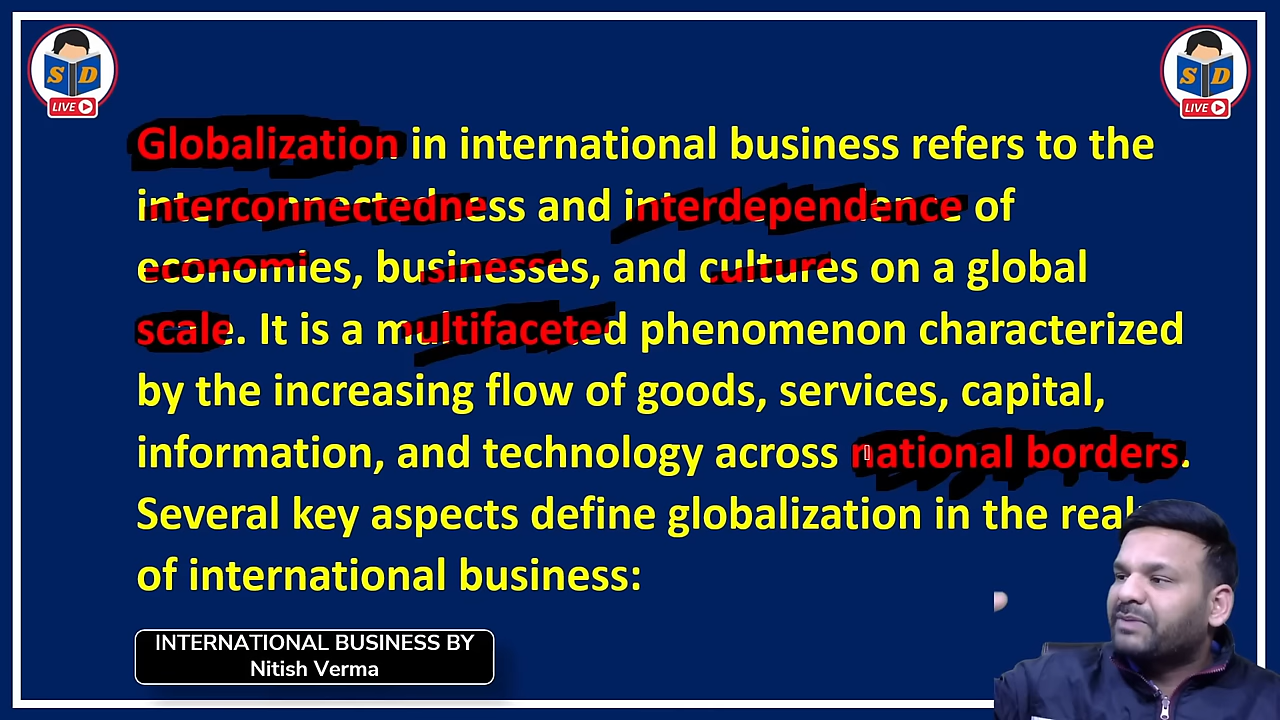 S D
LIVE
S D
LIVE
Globalization in international business refers to the
interconnectedness and interdependence of
economies, businesses, and cultures on a global
scale. It is a multifaceted phenomenon characterized
by the increasing flow of goods, services, capital,
information, and technology across national borders.
Several key aspects define globalization in the
of international business:
INTERNATIONAL BUSINESS BY
Nitish Verma